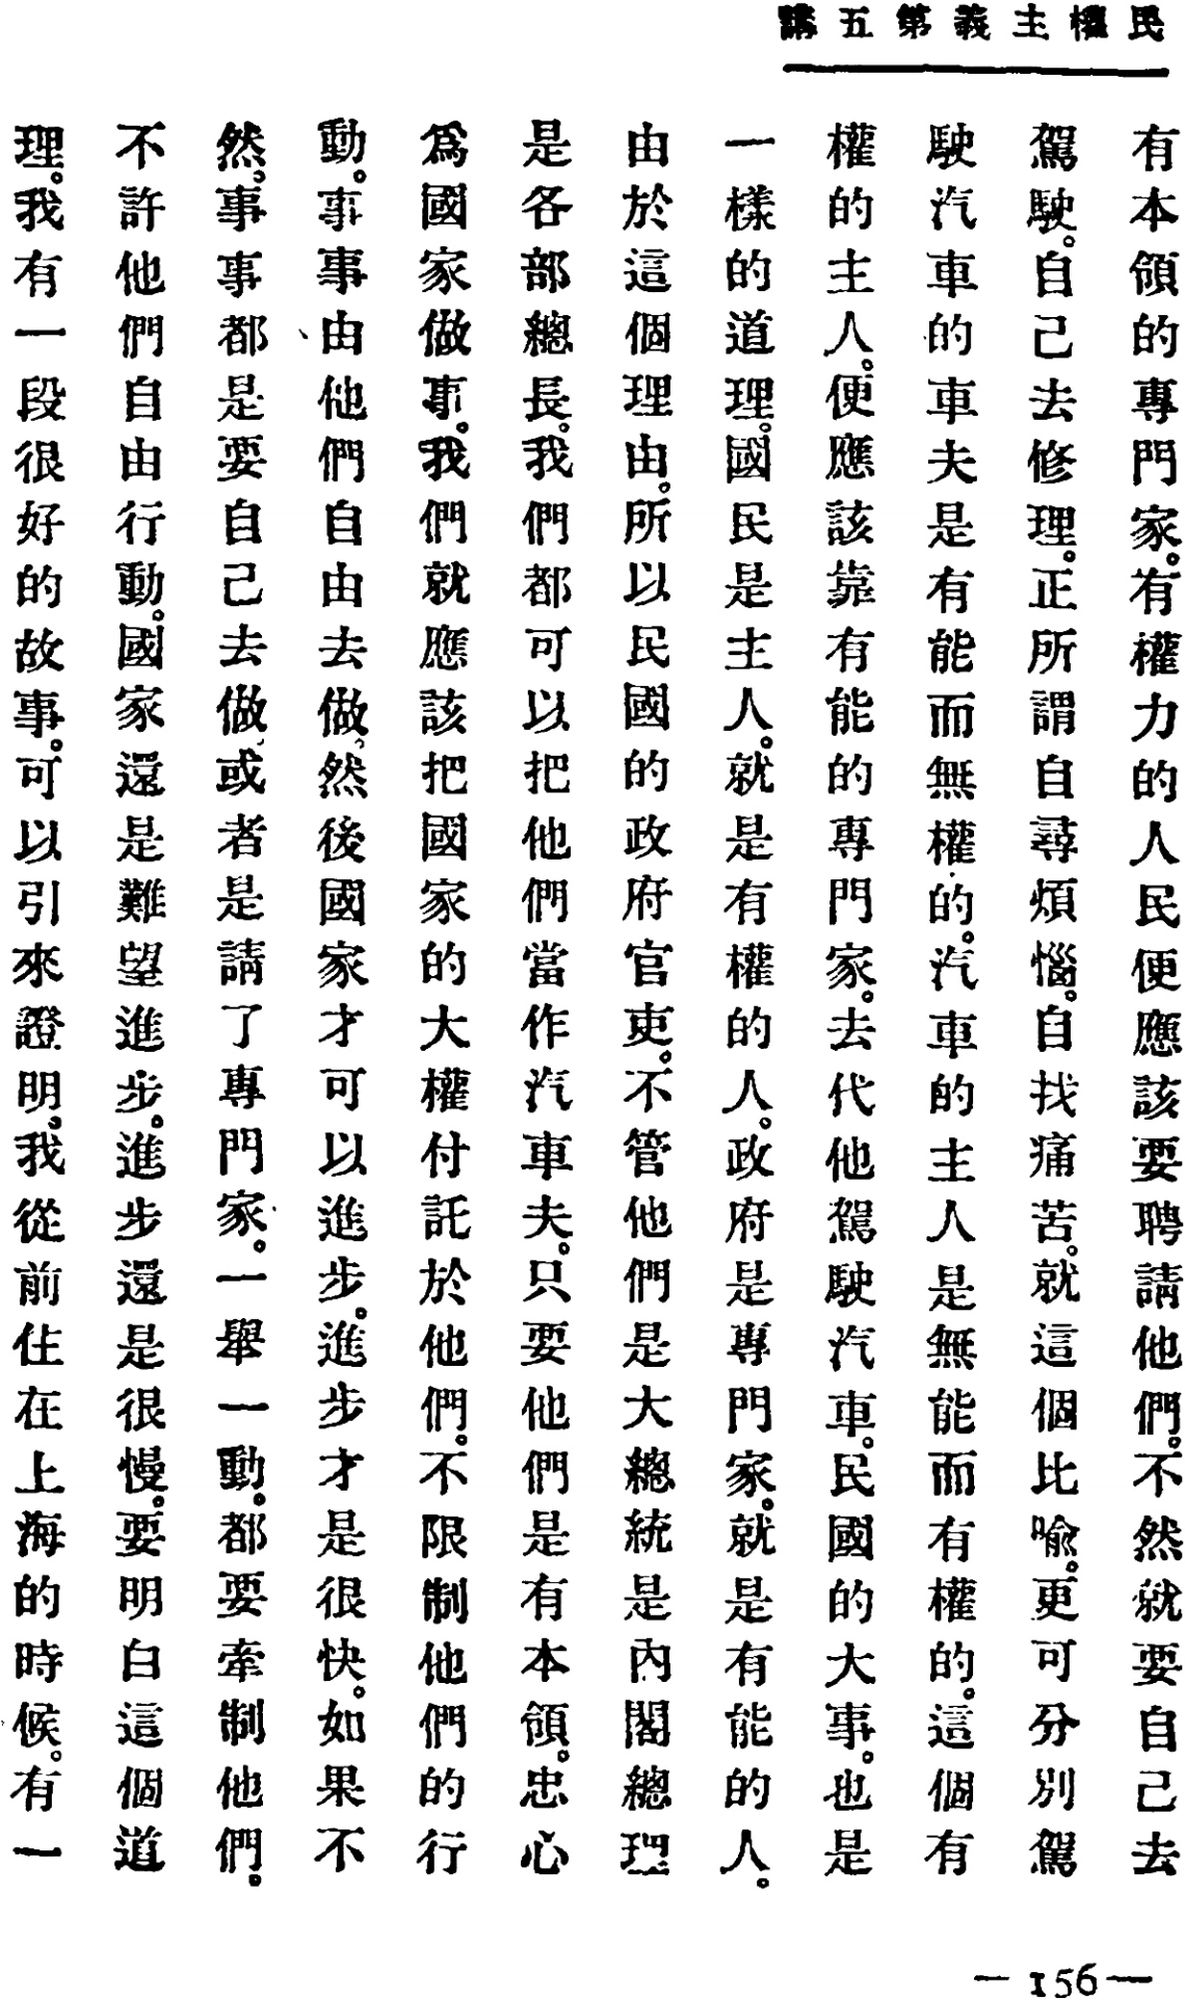 民權主義第五講
有本領的專門家。有權力的人民便應該要聘請他們。不然就要自己去
駕駛。自己去修理。正所謂自尋煩惱。自找痛苦。就這個比喻。更可分別駕
駛汽車的車夫是有能而無權的。汽車的主人是無能而有權的。這個有
權的主人。便應該靠有能的專門家。去代他駕駛汽車。民國的大事。也是
一樣的道理。國民是主人。就是有權的人。政府是專門家。就是有能的人。
由於這個理由。所以民國的政府官吏。不管他們是大總統是內閣總理
是各部總長。我們都可以把他們當作汽車夫。只要他們是有本領。忠心
爲國家做事。我們就應該把國家的大權付託於他們。不限制他們的行
動。事事由他們自由去做、然後國家才可以進步。進步才是很快。如果不
然、事事都是要自己去做、或者是請了專門家。一舉一動。都要牽制他們。
不許他們自由行動。國家還是難望進步。進步還是很慢。要明白這個道
理。我有一段很好的故事。可以引來證明。我從前住在上海的時候。有一
— 156 —